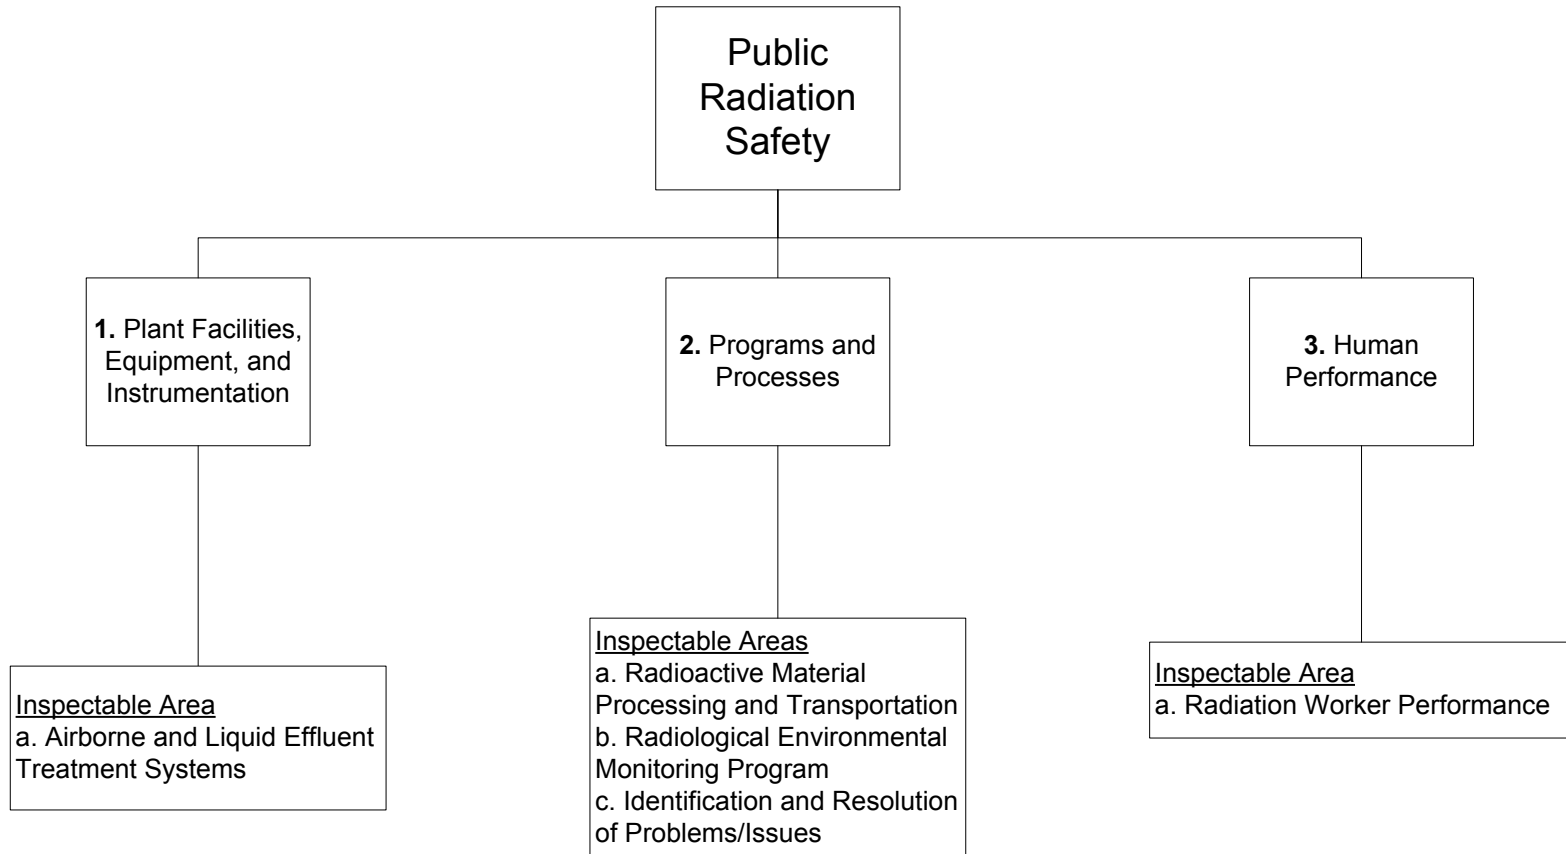 Public
Radiation
Safety
1. Plant Facilities,
Equipment, and
Instrumentation
2. Programs and
Processes
3. Human
Performance
Inspectable Area
a. Airborne and Liquid Effluent
Treatment Systems
Inspectable Areas
a. Radioactive Material
Processing and Transportation
b. Radiological Environmental
Monitoring Program
c. Identification and Resolution
of Problems/Issues
Inspectable Area
a. Radiation Worker Performance